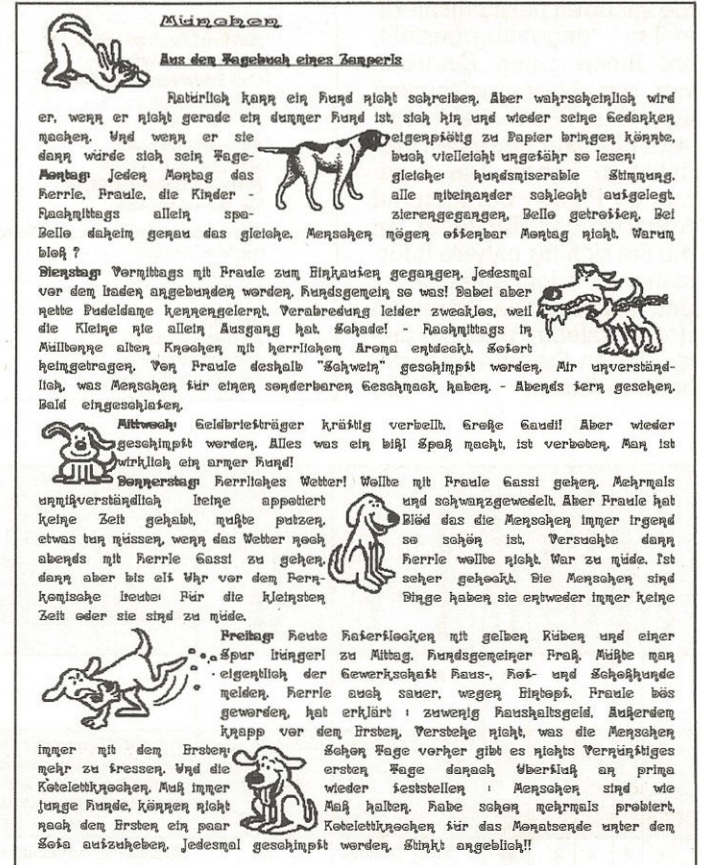 München
Aus dem Tagebuch eines Zamperls
Natürlich kann ein Hund nicht schreiben. Aber wahrscheinlich wird
er, wenn er nicht gerade ein dummer Hund ist, sich hin und wieder seine Gedanken
machen. Und wenn er sie eigenpfötig zu Papier bringen könnte,
dann würde sich sein Tage- buch vielleicht ungefähr so lesen:
Montag: Jeden Montag das gleiche: hundsmiserable Stimmung.
Herrle, Fraule, die Kinder - alle miteinander schlecht aufgelegt.
Nachmittags allein spa- zierengegangen, Bello getroffen. Bei
Bello daheim genau das gleiche. Menschen mögen offenbar Montag nicht. Warum
bloß ?
Dienstag: Vormittags mit Fraule zum Einkaufen gegangen. Jedesmal
vor dem Laden angebunden worden. Hundsgemein so was! Dabei aber
nette Pudeldame kennengelernt. Verabredung leider zwecklos, weil
die Kleine nie allein Ausgang hat. Schade! - Nachmittags in
Mülltonne alten Knochen mit herrlichem Aroma entdeckt. Sofort
heimgetragen. Von Fraule deshalb "Schwein" geschimpft worden. Mir unverständ-
lich, was Menschen für einen sonderbaren Geschmack haben. - Abends fern gesehen.
Bald eingeschlafen.
Mittwoch: Geldbriefträger kräftig verbellt. Große Gaudi! Aber wieder
geschimpft worden. Alles was ein bißl Spaß macht, ist verboten. Man ist
wirklich ein armer Hund!
Donnerstag: Herrliches Wetter! Wollte mit Fraule Gassi gehen. Mehrmals
unmißverständlich Leine apportiert und schwanzgewedelt. Aber Fraule hat
keine Zeit gehabt, mußte putzen. Blöd das die Menschen immer irgend
etwas tun müssen, wenn das Wetter noch so schön ist. Versuchte dann
abends mit Herrle Gassi zu gehen. Herrle wollte nicht. War zu müde. Ist
dann aber bis elf Uhr vor dem Fern- seher gehockt. Die Menschen sind
komische Leute: Für die kleinsten Dinge haben sie entweder immer keine
Zeit oder sie sind zu müde.
Freitag: Heute Haferflocken mit gelben Rüben und einer
Spur Lüngerl zu Mittag. Hundsgemeiner Fraß. Müßte man
eigentlich der Gewerkschaft Haus-, Hof- und Schoßhunde
melden. Herrle auch sauer, wegen Eintopf. Fraule bös
geworden, hat erklärt : zuwenig Haushaltsgeld. Außerdem
knapp vor dem Ersten. Verstehe nicht, was die Menschen
immer mit dem Ersten: Schon Tage vorher gibt es nichts Vernünftiges
mehr zu fressen. Und die ersten Tage danach Überfluß an prima
Kotelettknochen. Muß immer wieder feststellen : Menschen sind wie
junge Hunde, können nicht Maß halten. Habe schon mehrmals probiert,
nach dem Ersten ein paar Kotelettknochen für das Monatsende unter dem
Sofa aufzuheben. Jedesmal geschimpft worden. Stinkt angeblich!!